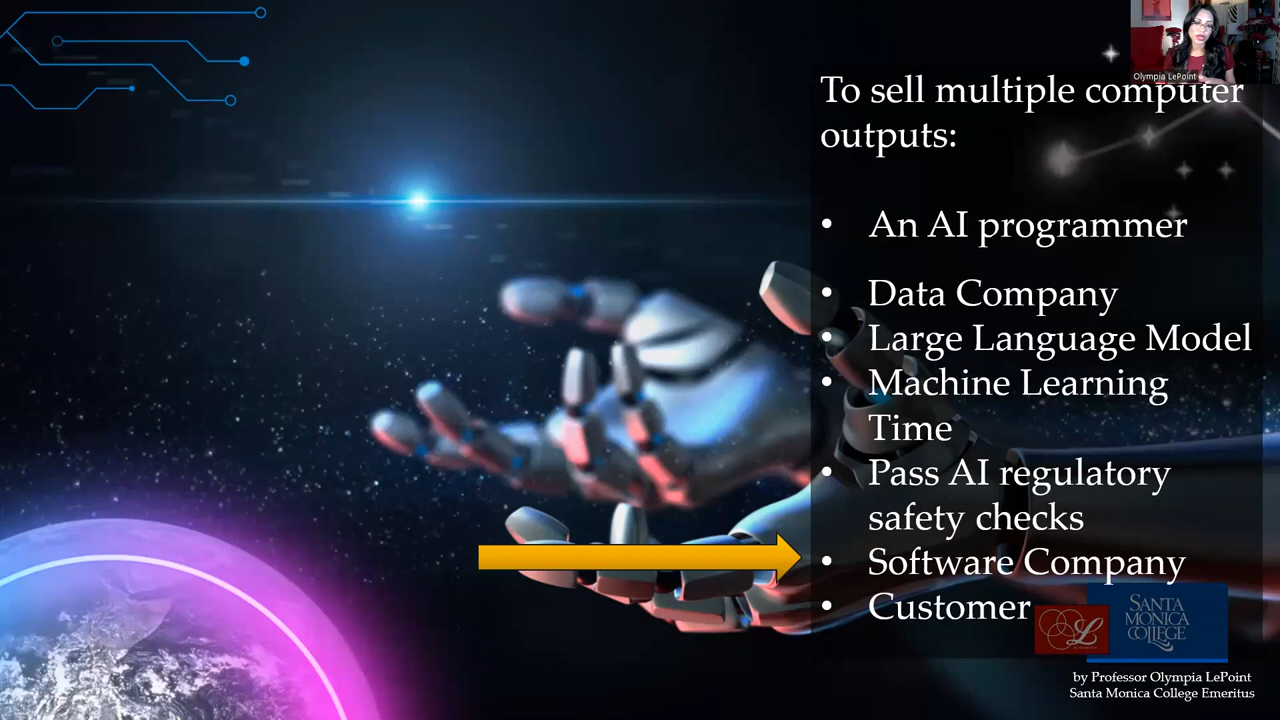 Olympia LePoint
To sell multiple computer
outputs:
• An AI programmer
• Data Company
• Large Language Model
• Machine Learning
Time
• Pass AI regulatory
safety checks
• Software Company
• Customer
L
SANTA
MONICA
COLLEGE
by Professor Olympia LePoint
Santa Monica College Emeritus